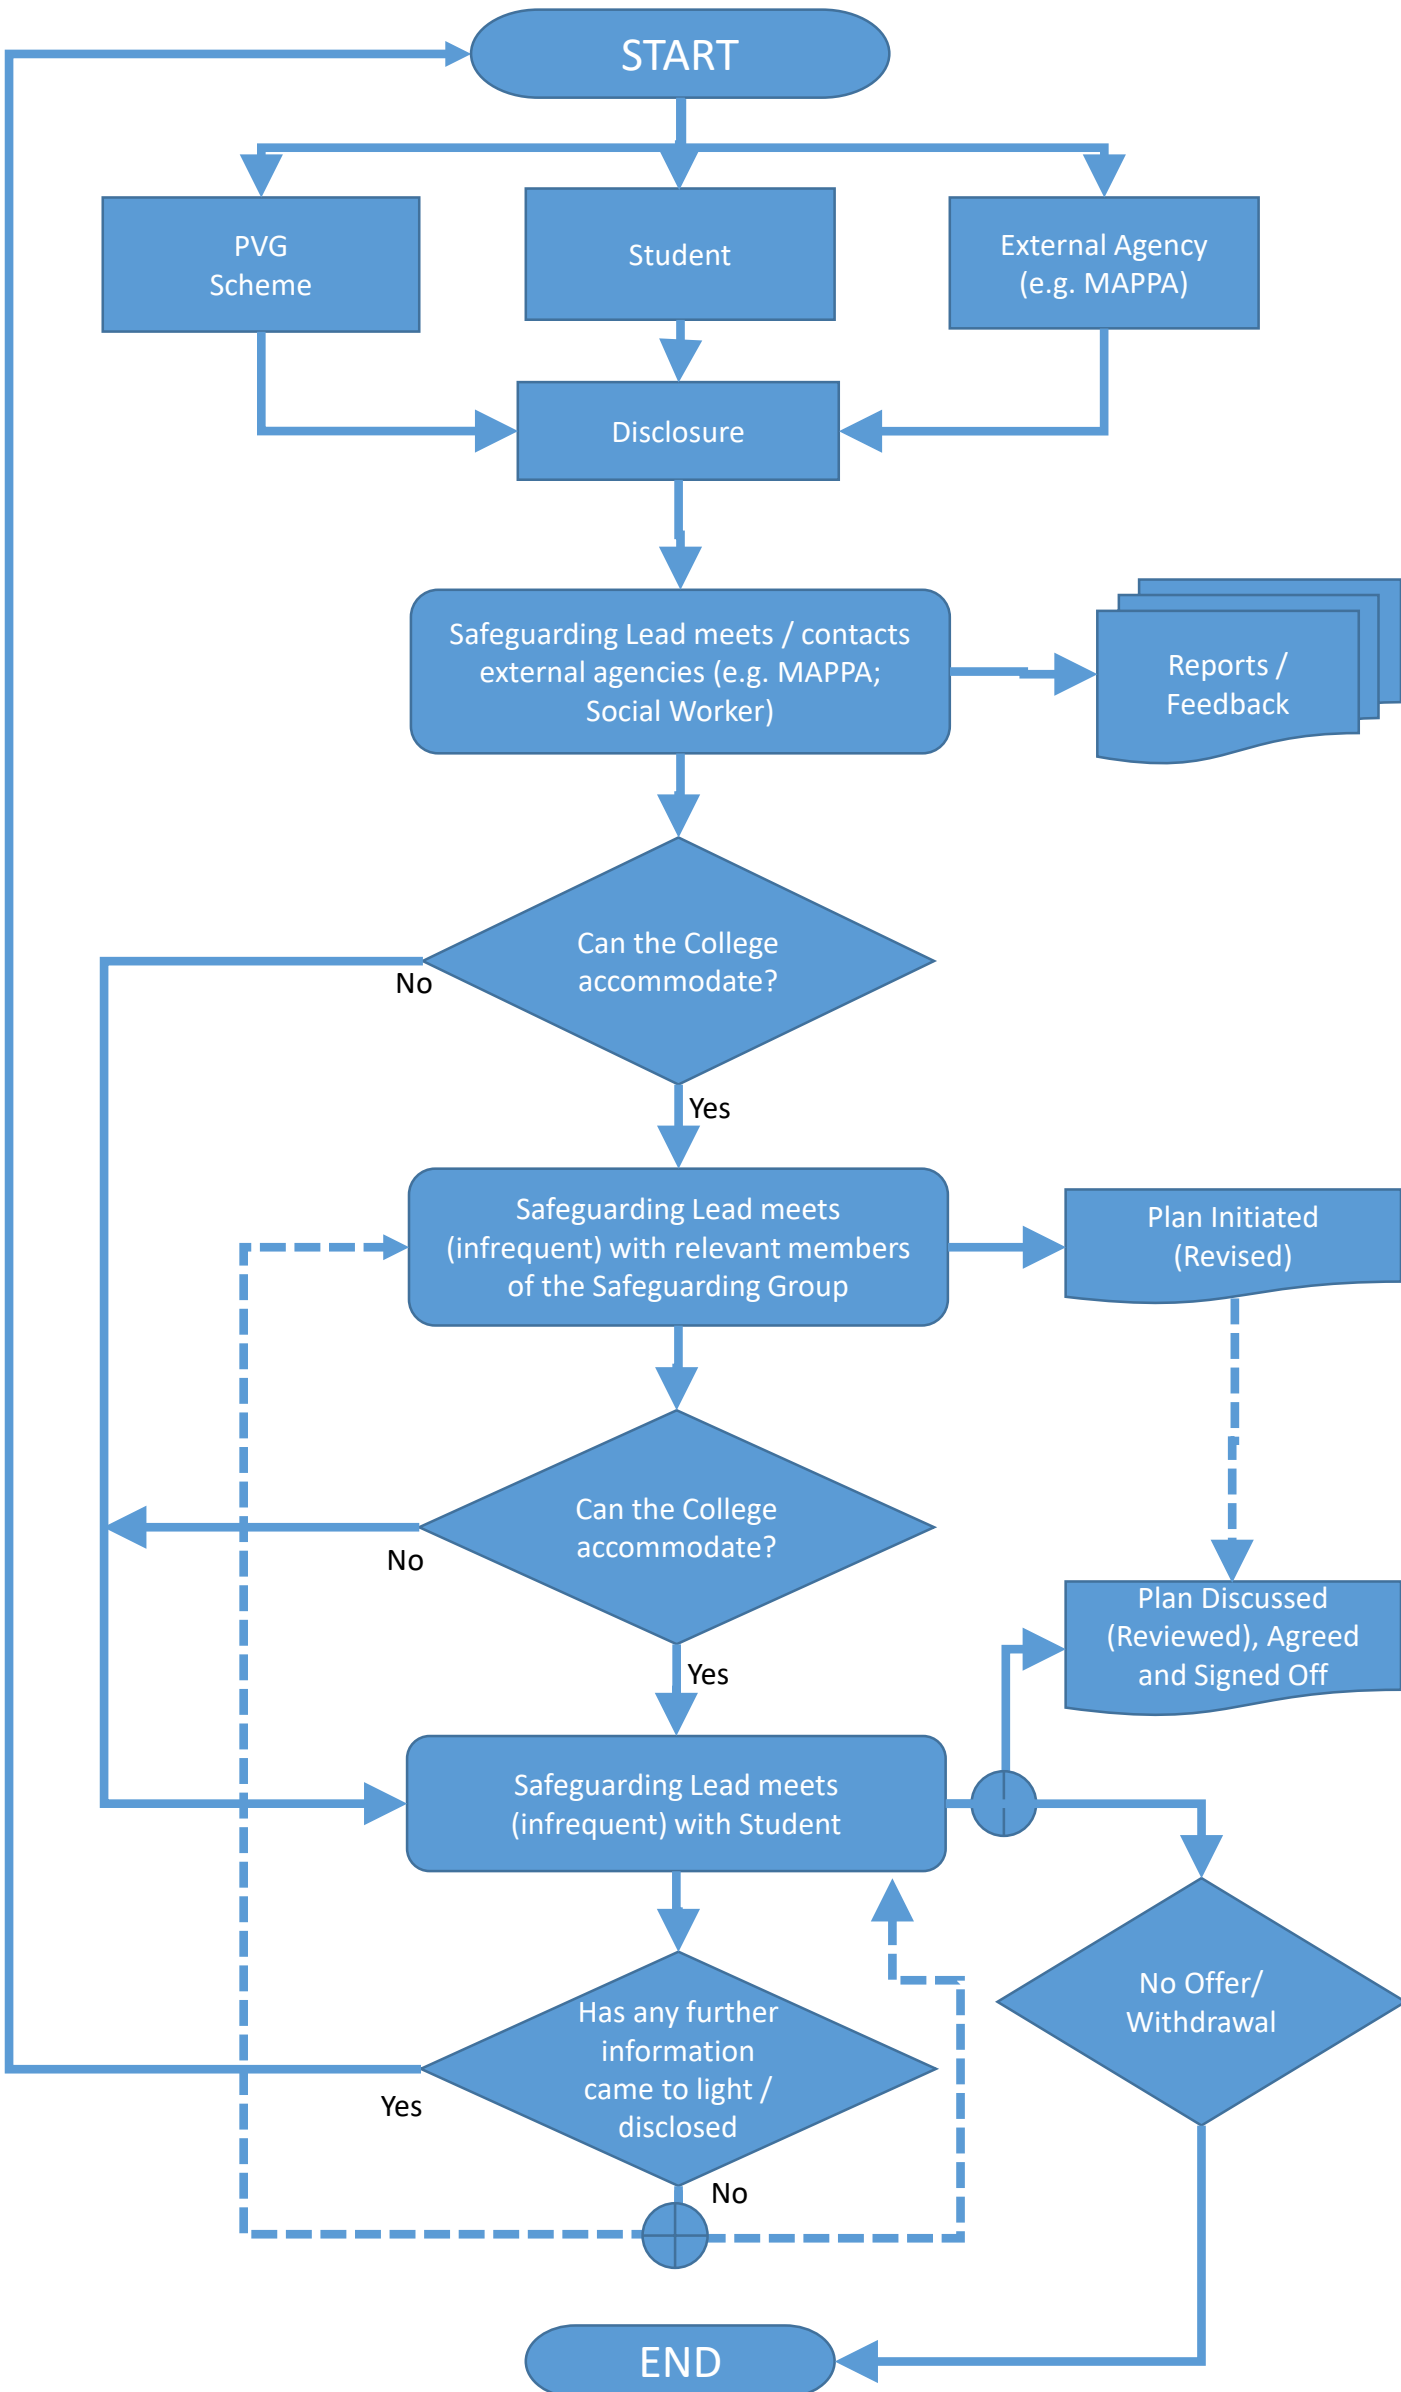 START
PVG
Scheme
Student
External Agency
(e.g. MAPPA)
Disclosure
Safeguarding Lead meets / contacts
external agencies (e.g. MAPPA;
Social Worker)
Reports /
Feedback
Can the College
accommodate?
No
Yes
Safeguarding Lead meets
(infrequent) with relevant members
of the Safeguarding Group
Plan Initiated
(Revised)
Can the College
accommodate?
No
Yes
Plan Discussed
(Reviewed), Agreed
and Signed Off
Safeguarding Lead meets
(infrequent) with Student
No Offer/
Withdrawal
Has any further
information
came to light /
disclosed
Yes
No
END